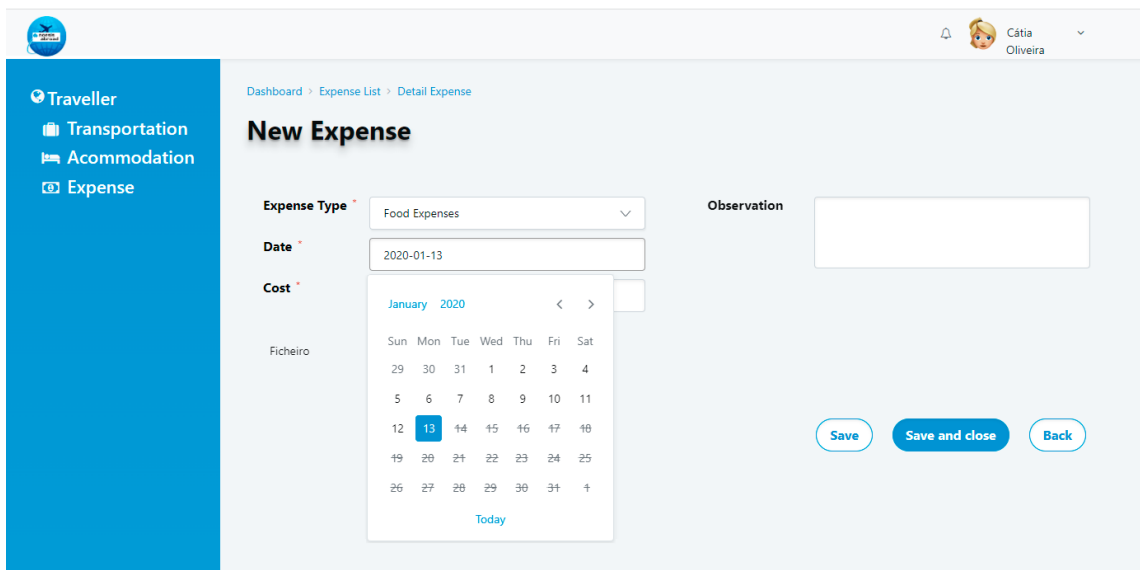 Cátia
Oliveira
Traveller
Transportation
Acommodation
Expense
Dashboard > Expense List > Detail Expense
New Expense
Expense Type *
Food Expenses
Observation
Date *
2020-01-13
Cost *
January 2020 < >
Sun Mon Tue Wed Thu Fri Sat
29 30 31 1 2 3 4
5 6 7 8 9 10 11
12 13 14 15 16 17 18
19 20 21 22 23 24 25
26 27 28 29 30 31 1
Today
Ficheiro
Save
Save and close
Back